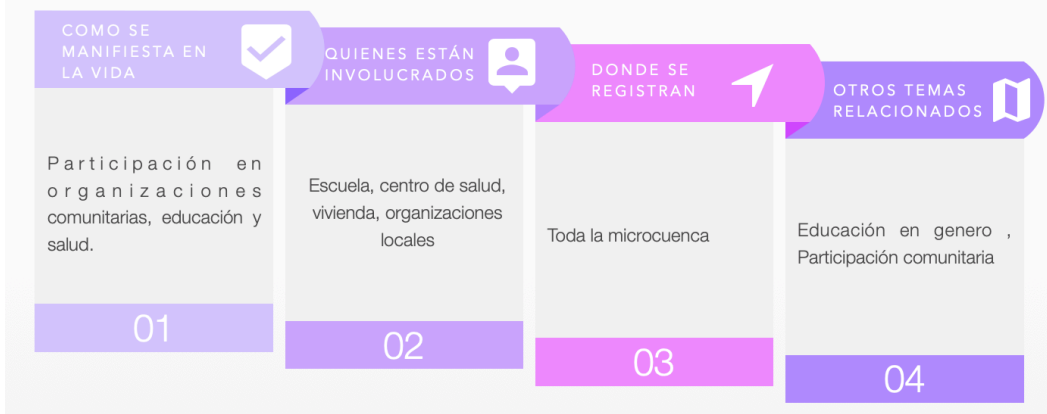 COMO SE
MANIFIESTA EN
LA VIDA
Participación en
organizaciones
comunitarias, educación y
salud.
01
QUIENES ESTÁN
INVOLUCRADOS
Escuela, centro de salud,
vivienda, organizaciones
locales
02
DONDE SE
REGISTRAN
Toda la microcuenca
03
OTROS TEMAS
RELACIONADOS
Educación en genero ,
Participación comunitaria
04